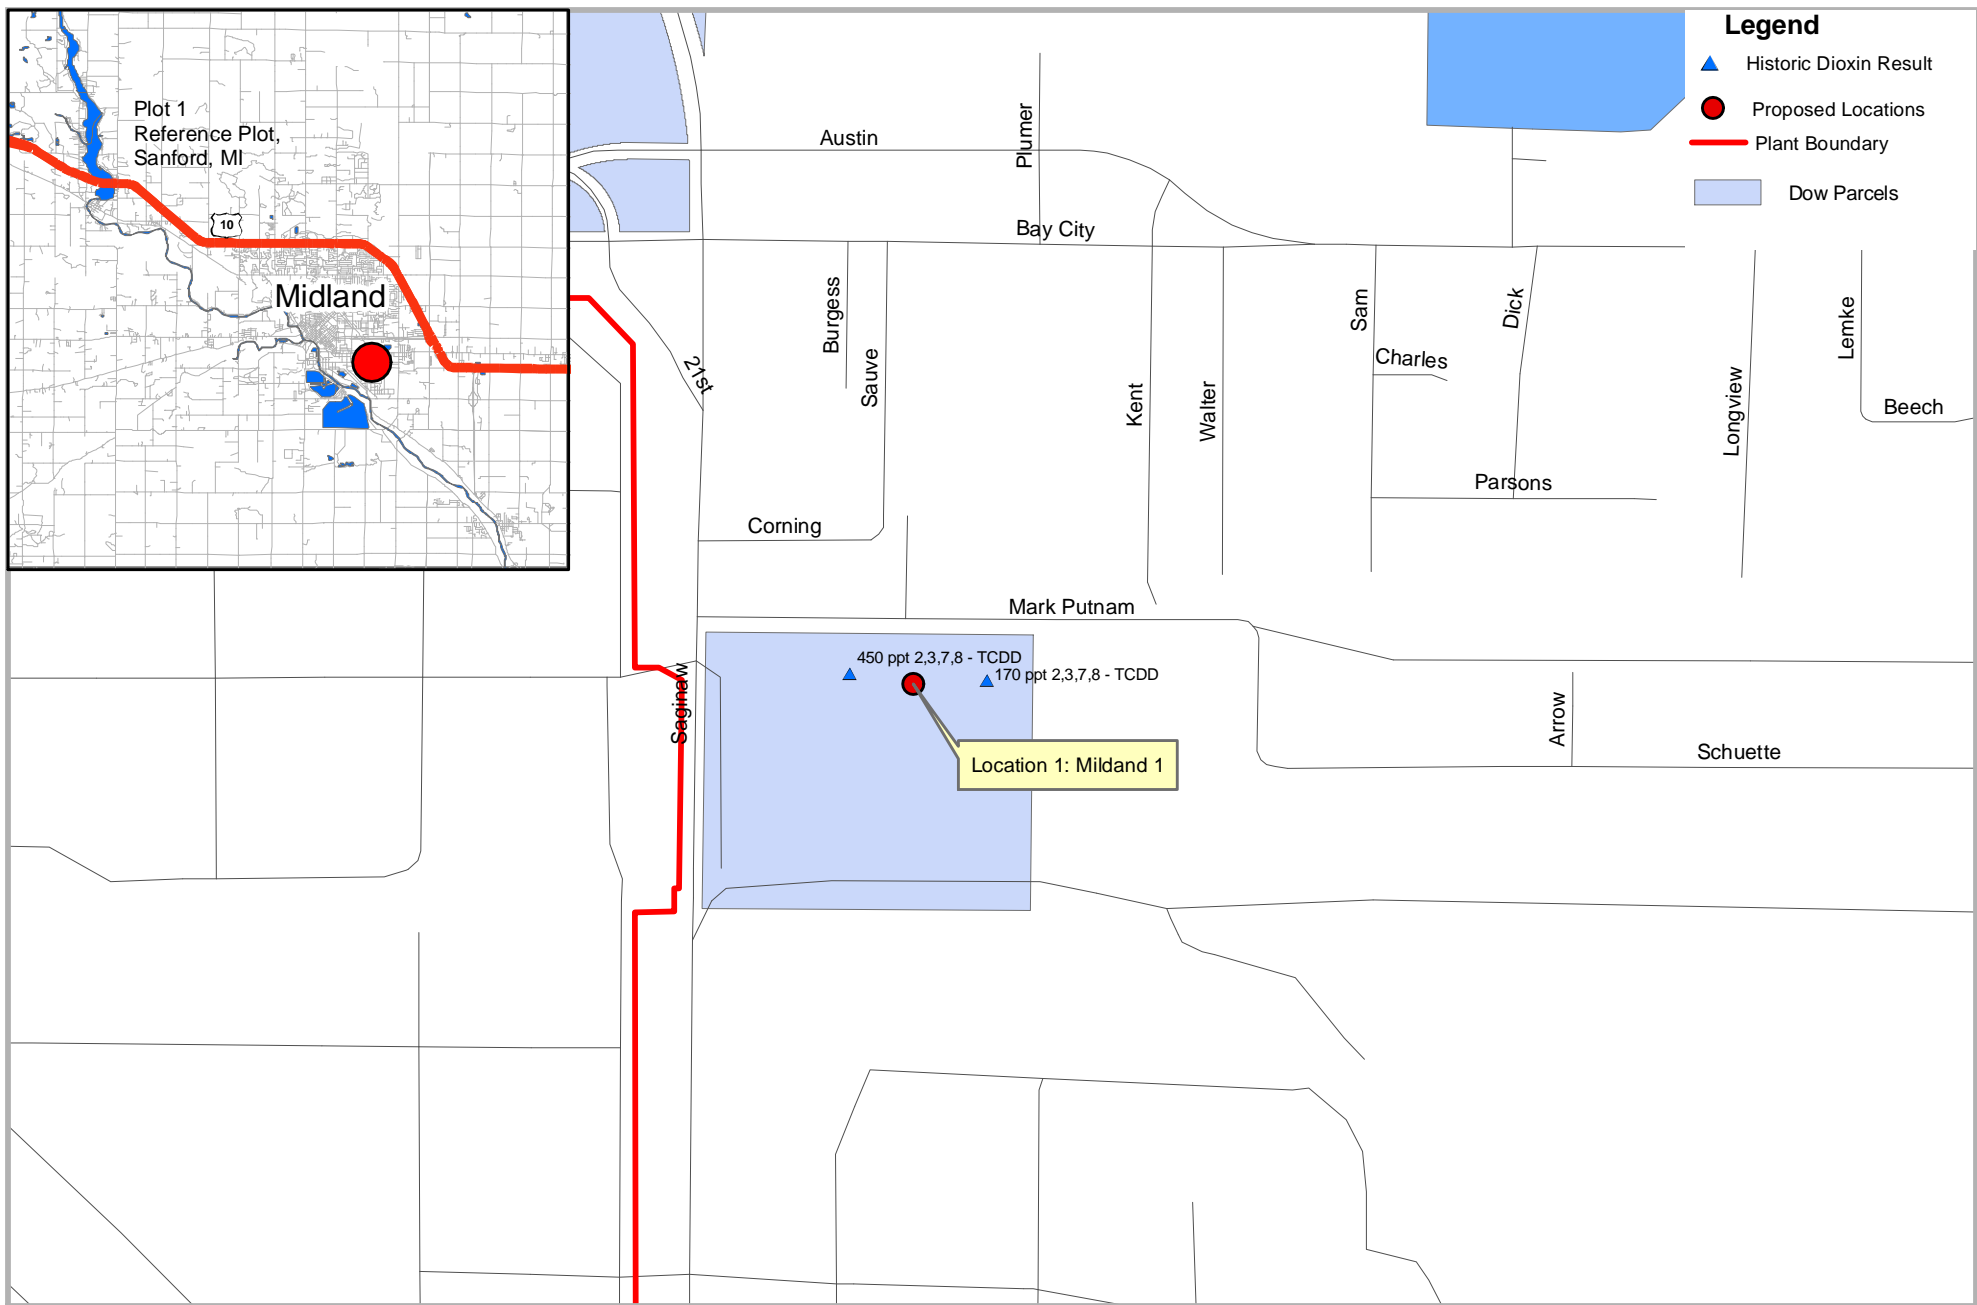 Plot 1
Reference Plot,
Sanford, MI
10
Midland
Legend
Historic Dioxin Result
Proposed Locations
Plant Boundary
Dow Parcels
Austin
Plumer
Bay City
Burgess
Sauve
21st
Kent
Walter
Sam
Charles
Dick
Parsons
Longview
Lemke
Beech
Corning
Mark Putnam
450 ppt 2,3,7,8 - TCDD
170 ppt 2,3,7,8 - TCDD
Saginaw
Location 1: Mildand 1
Arrow
Schuette